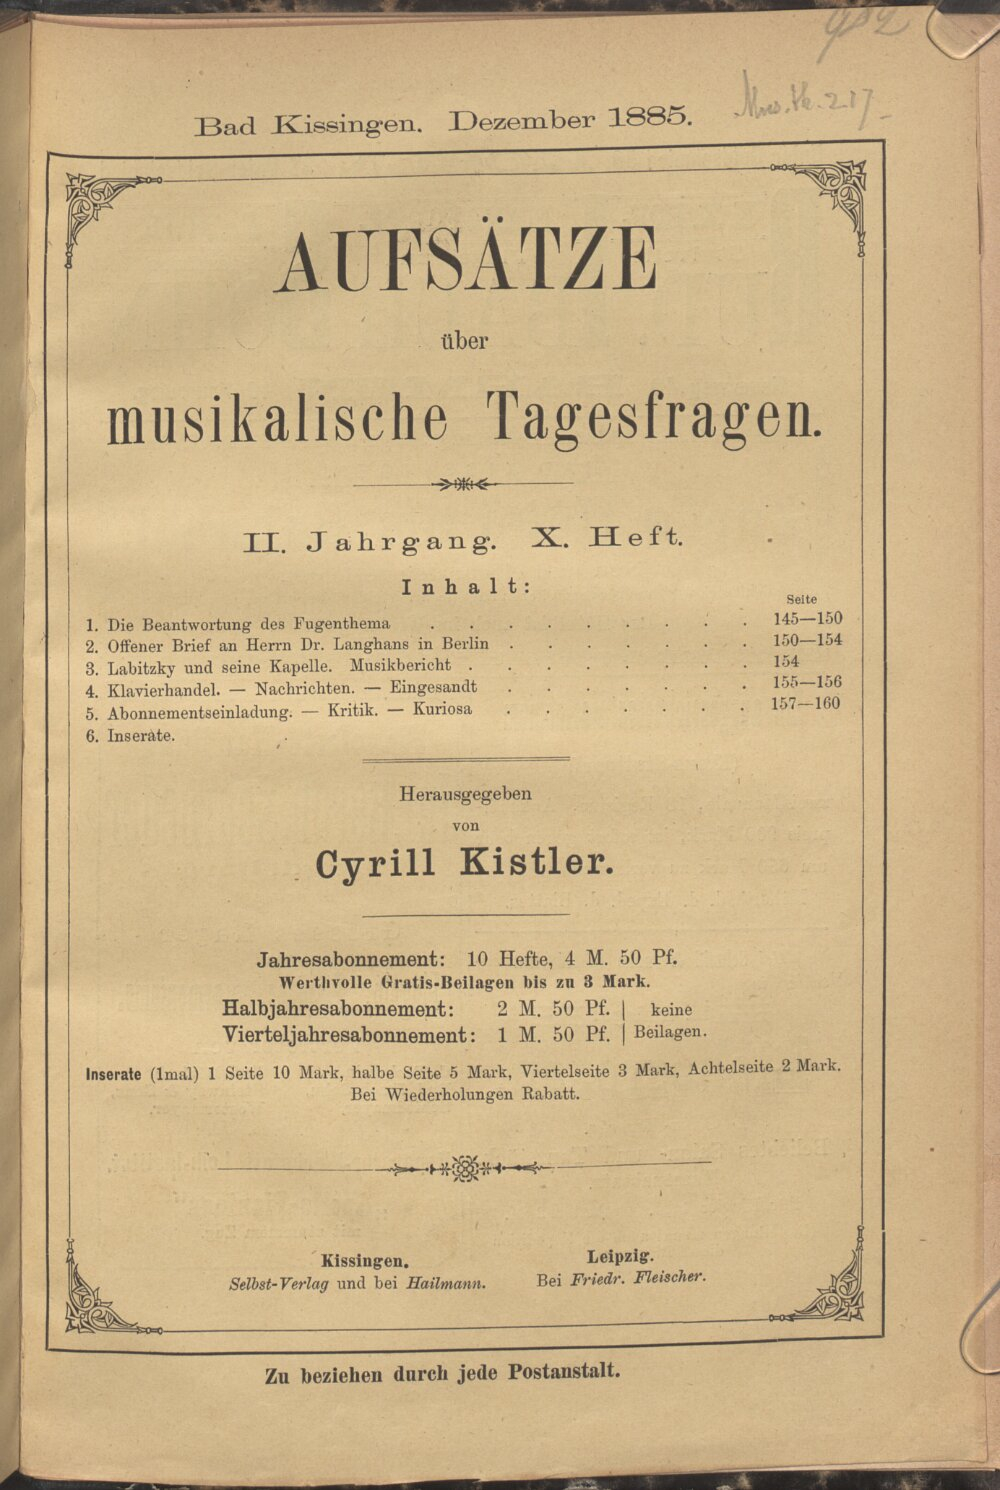 Bad Kissingen. Dezember 1885.
AUFSÄTZE
über
musikalische Tagesfragen.
II. Jahrgang. X. Heft.
Inhalt:
Seite
1. Die Beantwortung des Fugenthema . . . . . . . . . 145—150
2. Offener Brief an Herrn Dr. Langhans in Berlin . . . . . . . 150—154
3. Labitzky und seine Kapelle. Musikbericht . . . . . . . . 154
4. Klavierhandel. — Nachrichten. — Eingesandt . . . . . . . 155—156
5. Abonnementseinladung. — Kritik. — Kuriosa . . . . . . . 157—160
6. Inserate.
Herausgegeben
von
Cyrill Kistler.
Jahresabonnement: 10 Hefte, 4 M. 50 Pf.
Werthvolle Gratis-Beilagen bis zu 3 Mark.
Halbjahresabonnement: 2 M. 50 Pf. | keine
Vierteljahresabonnement: 1 M. 50 Pf. | Beilagen.
Inserate (1mal) 1 Seite 10 Mark, halbe Seite 5 Mark, Viertelseite 3 Mark, Achtelseite 2 Mark.
Bei Wiederholungen Rabatt.
Kissingen.
Selbst-Verlag und bei Hailmann.
Leipzig.
Bei Friedr. Fleischer.
Zu beziehen durch jede Postanstalt.